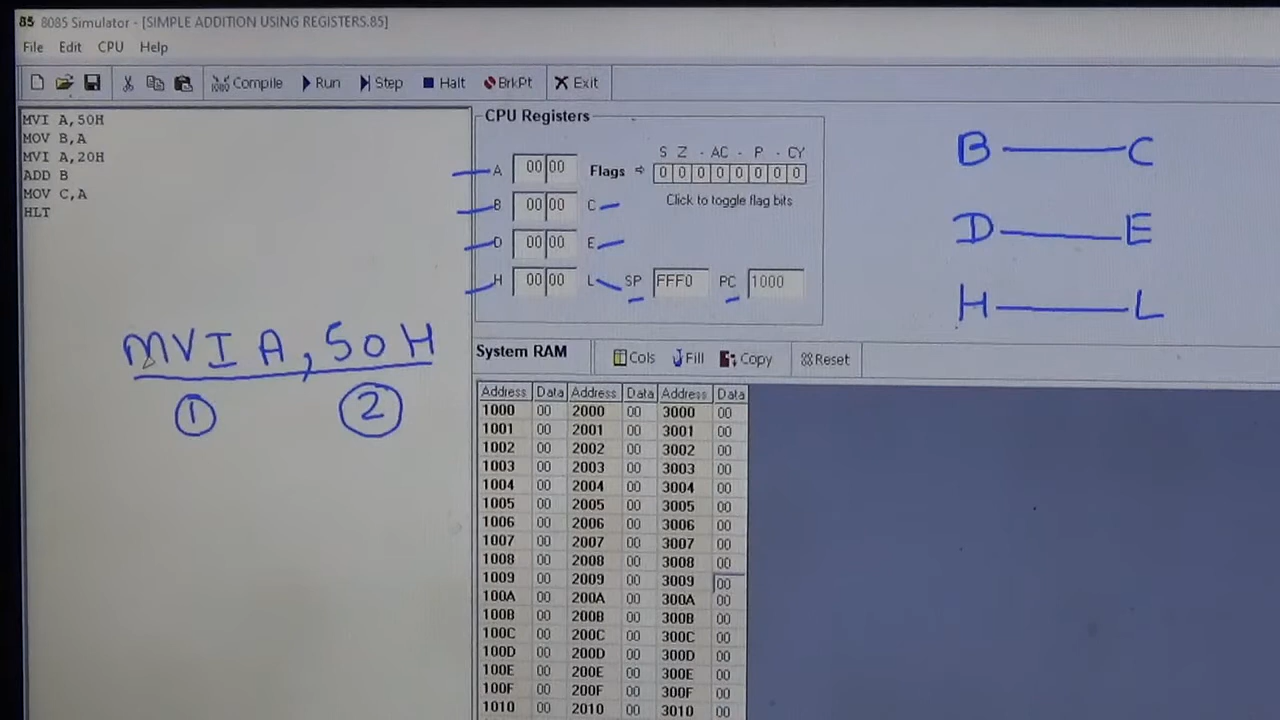 85 8085 Simulator - [SIMPLE ADDITION USING REGISTERS.85]
File Edit CPU Help
Compile Run Step Halt BrkPt Exit
MVI A,50H
MOV B,A
MVI A,20H
ADD B
MOV C,A
HLT
MVI A, 50H
1 2
CPU Registers
A 00 00 Flags S Z - AC - P - CY
0 0 0 0 0 0 0 0
B 00 00 C Click to toggle flag bits
D 00 00 E
H 00 00 L SP FFF0 PC 1000
B C
D E
H L
System RAM Cols Fill Copy Reset
Address Data Address Data Address Data
1000 00 2000 00 3000 00
1001 00 2001 00 3001 00
1002 00 2002 00 3002 00
1003 00 2003 00 3003 00
1004 00 2004 00 3004 00
1005 00 2005 00 3005 00
1006 00 2006 00 3006 00
1007 00 2007 00 3007 00
1008 00 2008 00 3008 00
1009 00 2009 00 3009 00
100A 00 200A 00 300A 00
100B 00 200B 00 300B 00
100C 00 200C 00 300C 00
100D 00 200D 00 300D 00
100E 00 200E 00 300E 00
100F 00 200F 00 300F 00
1010 00 2010 00 3010 00